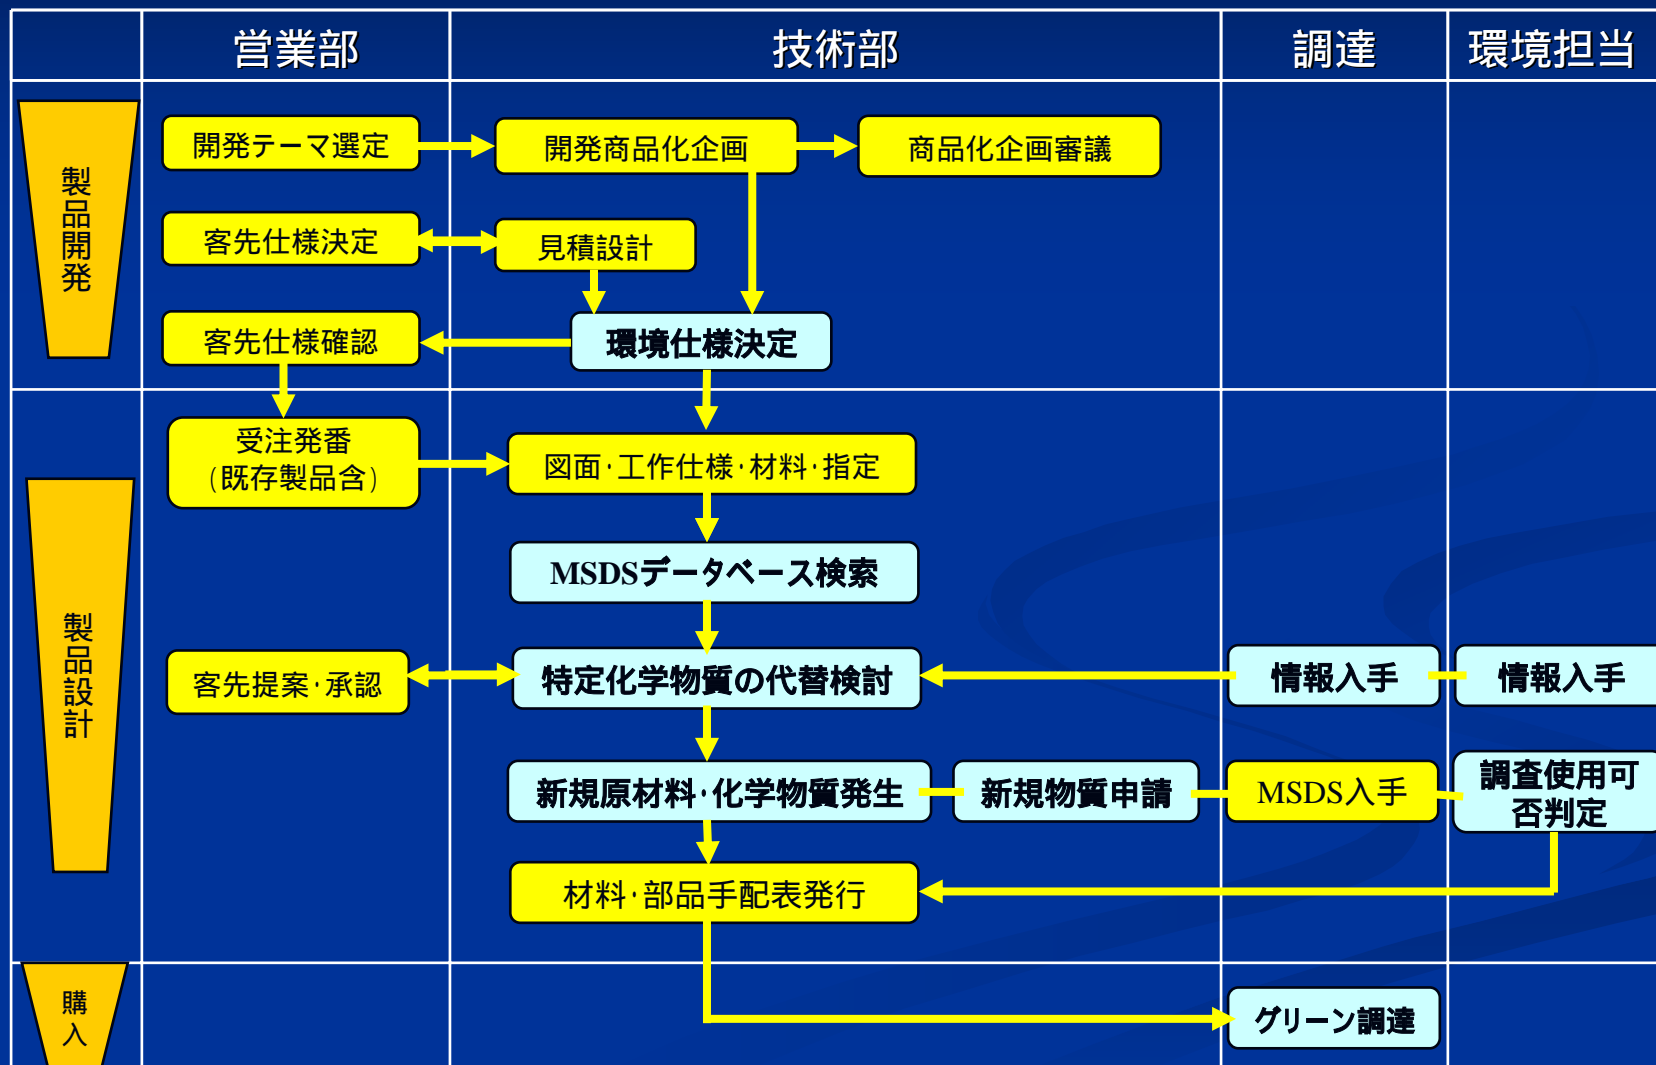 営業部
技術部
調達
環境担当
製品開発
開発テーマ選定
開発商品化企画
商品化企画審議
客先仕様決定
見積設計
客先仕様確認
環境仕様決定
製品設計
受注発番
(既存製品含)
図面･工作仕様･材料･指定
MSDSデータベース検索
客先提案･承認
特定化学物質の代替検討
情報入手
情報入手
新規原材料･化学物質発生
新規物質申請
MSDS入手
調査使用可
否判定
材料･部品手配表発行
購入
グリーン調達